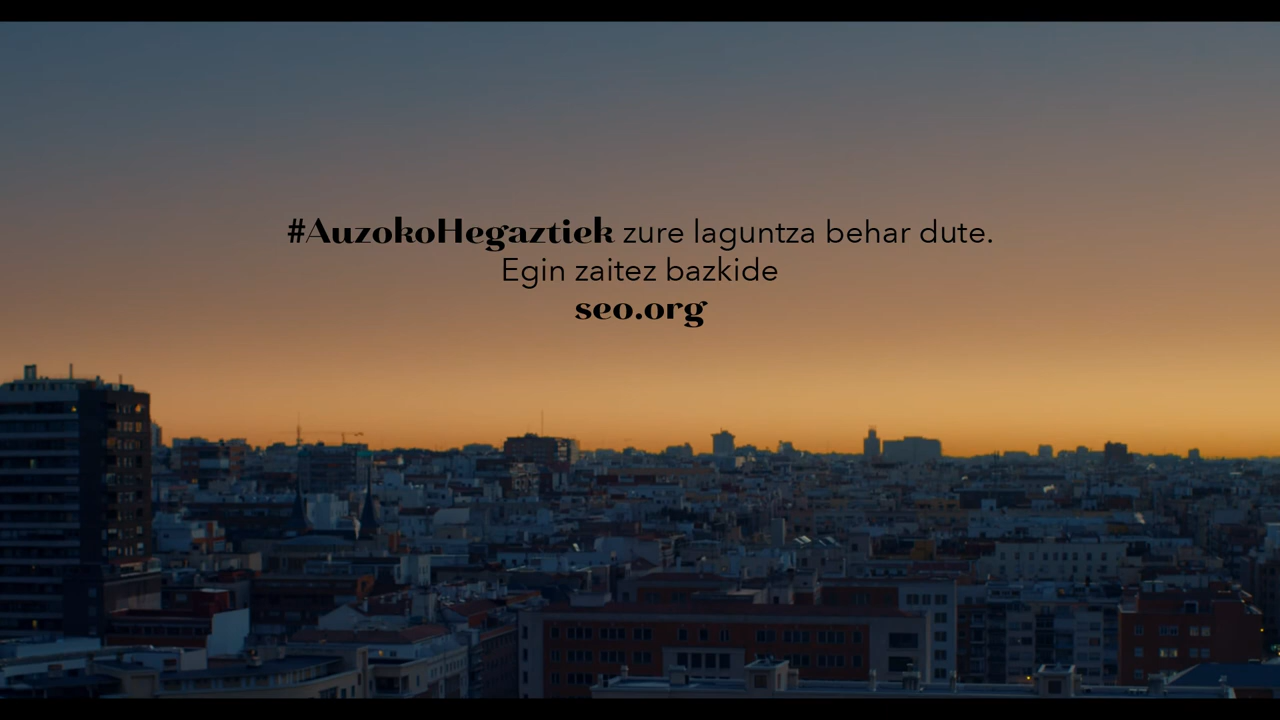 #AuzokoHegaztiek zure laguntza behar dute.
Egin zaitez bazkide
seo.org